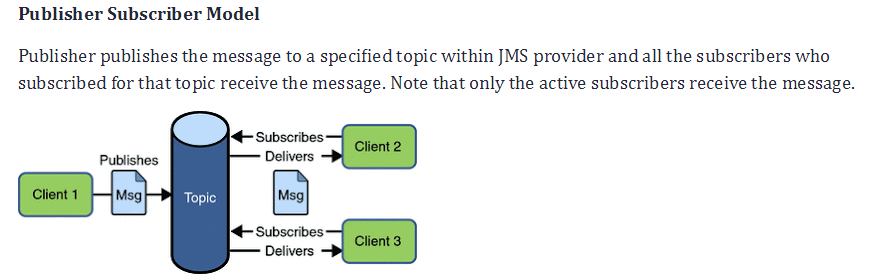 Publisher Subscriber Model
Publisher publishes the message to a specified topic within JMS provider and all the subscribers who
subscribed for that topic receive the message. Note that only the active subscribers receive the message.
Subscribes
Client 2
Publishes
Delivers
Client 1
Msg
Topic
Msg
Subscribes
Client 3
Delivers